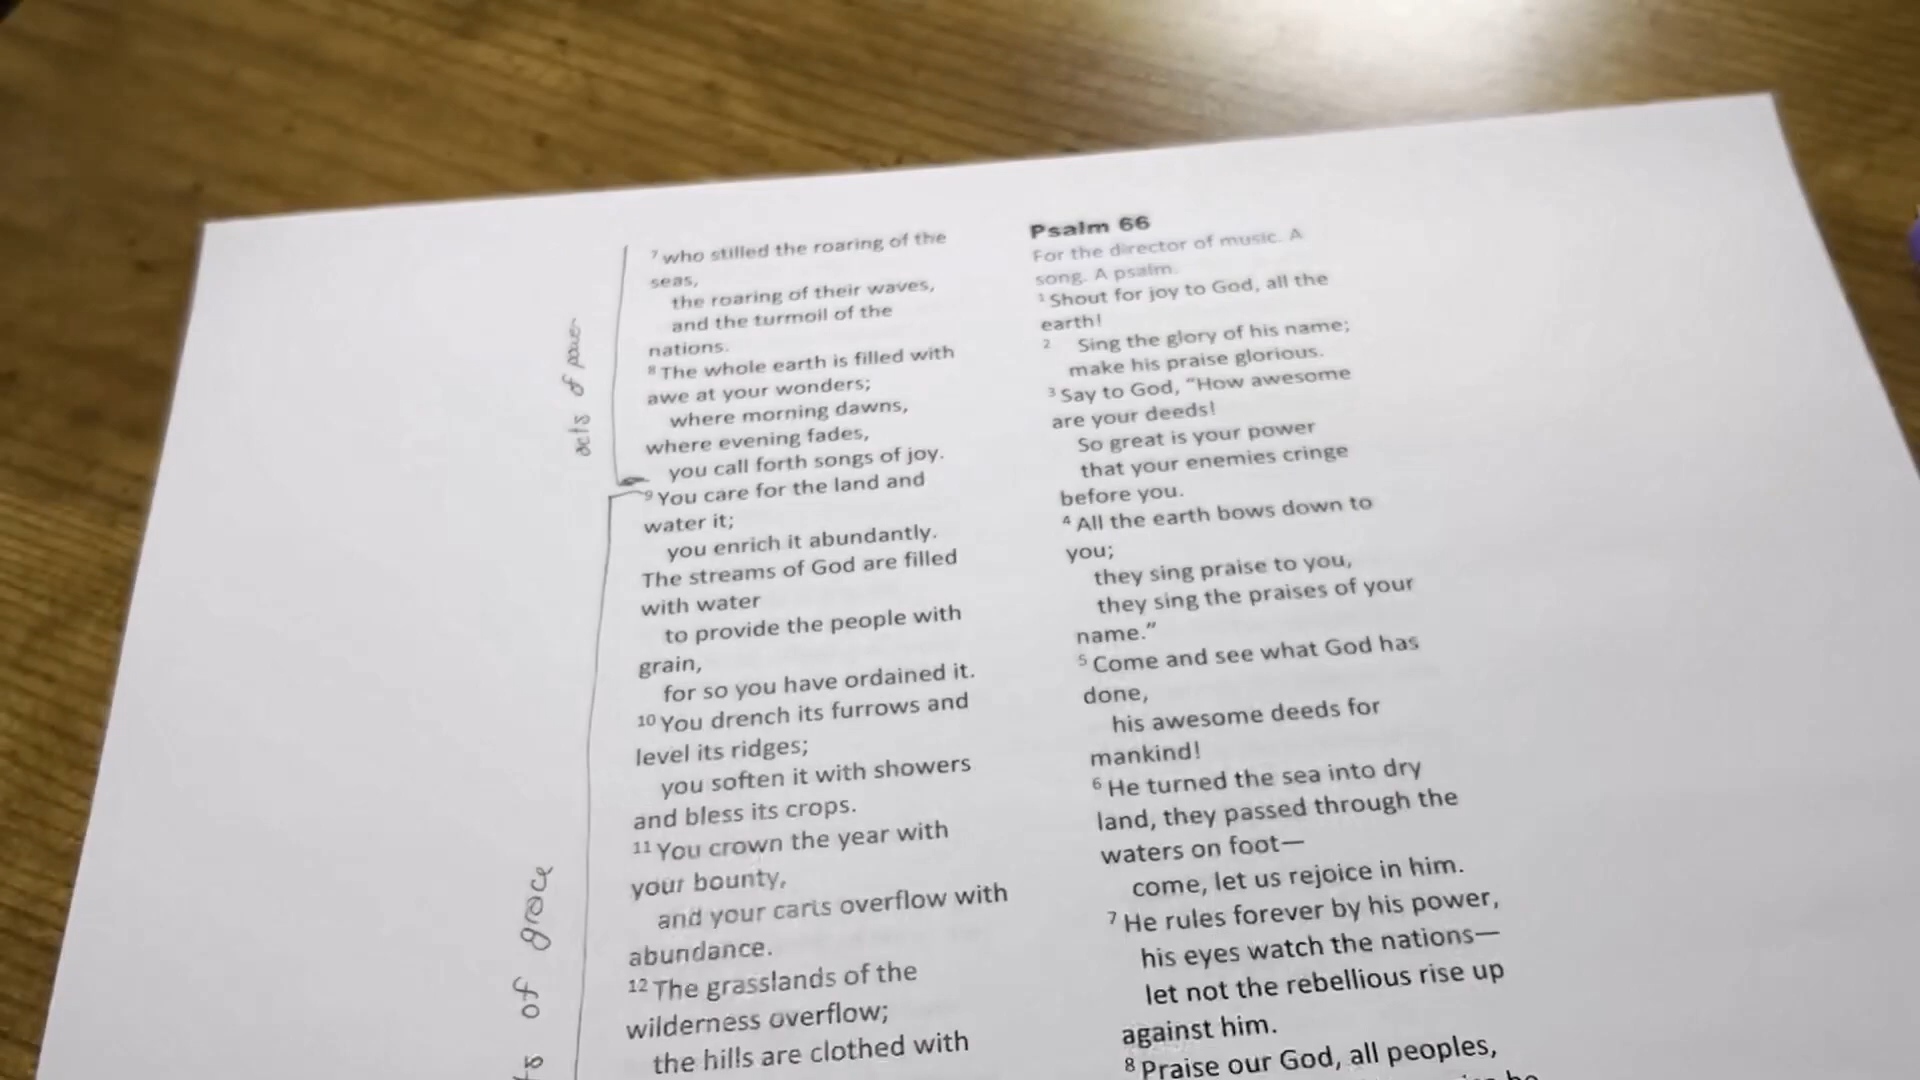 acts of power
of grace
7 who stilled the roaring of the
seas,
the roaring of their waves,
and the turmoil of the
nations.
8 The whole earth is filled with
awe at your wonders;
where morning dawns,
where evening fades,
you call forth songs of joy.
9 You care for the land and
water it;
you enrich it abundantly.
The streams of God are filled
with water
to provide the people with
grain,
for so you have ordained it.
10 You drench its furrows and
level its ridges;
you soften it with showers
and bless its crops.
11 You crown the year with
your bounty,
and your carts overflow with
abundance.
12 The grasslands of the
wilderness overflow;
the hills are clothed with
Psalm 66
For the director of music. A
song. A psalm.
1 Shout for joy to God, all the
earth!
2 Sing the glory of his name;
make his praise glorious.
3 Say to God, “How awesome
are your deeds!
So great is your power
that your enemies cringe
before you.
4 All the earth bows down to
you;
they sing praise to you,
they sing the praises of your
name.”
5 Come and see what God has
done,
his awesome deeds for
mankind!
6 He turned the sea into dry
land, they passed through the
waters on foot—
come, let us rejoice in him.
7 He rules forever by his power,
his eyes watch the nations—
let not the rebellious rise up
against him.
8 Praise our God, all peoples,